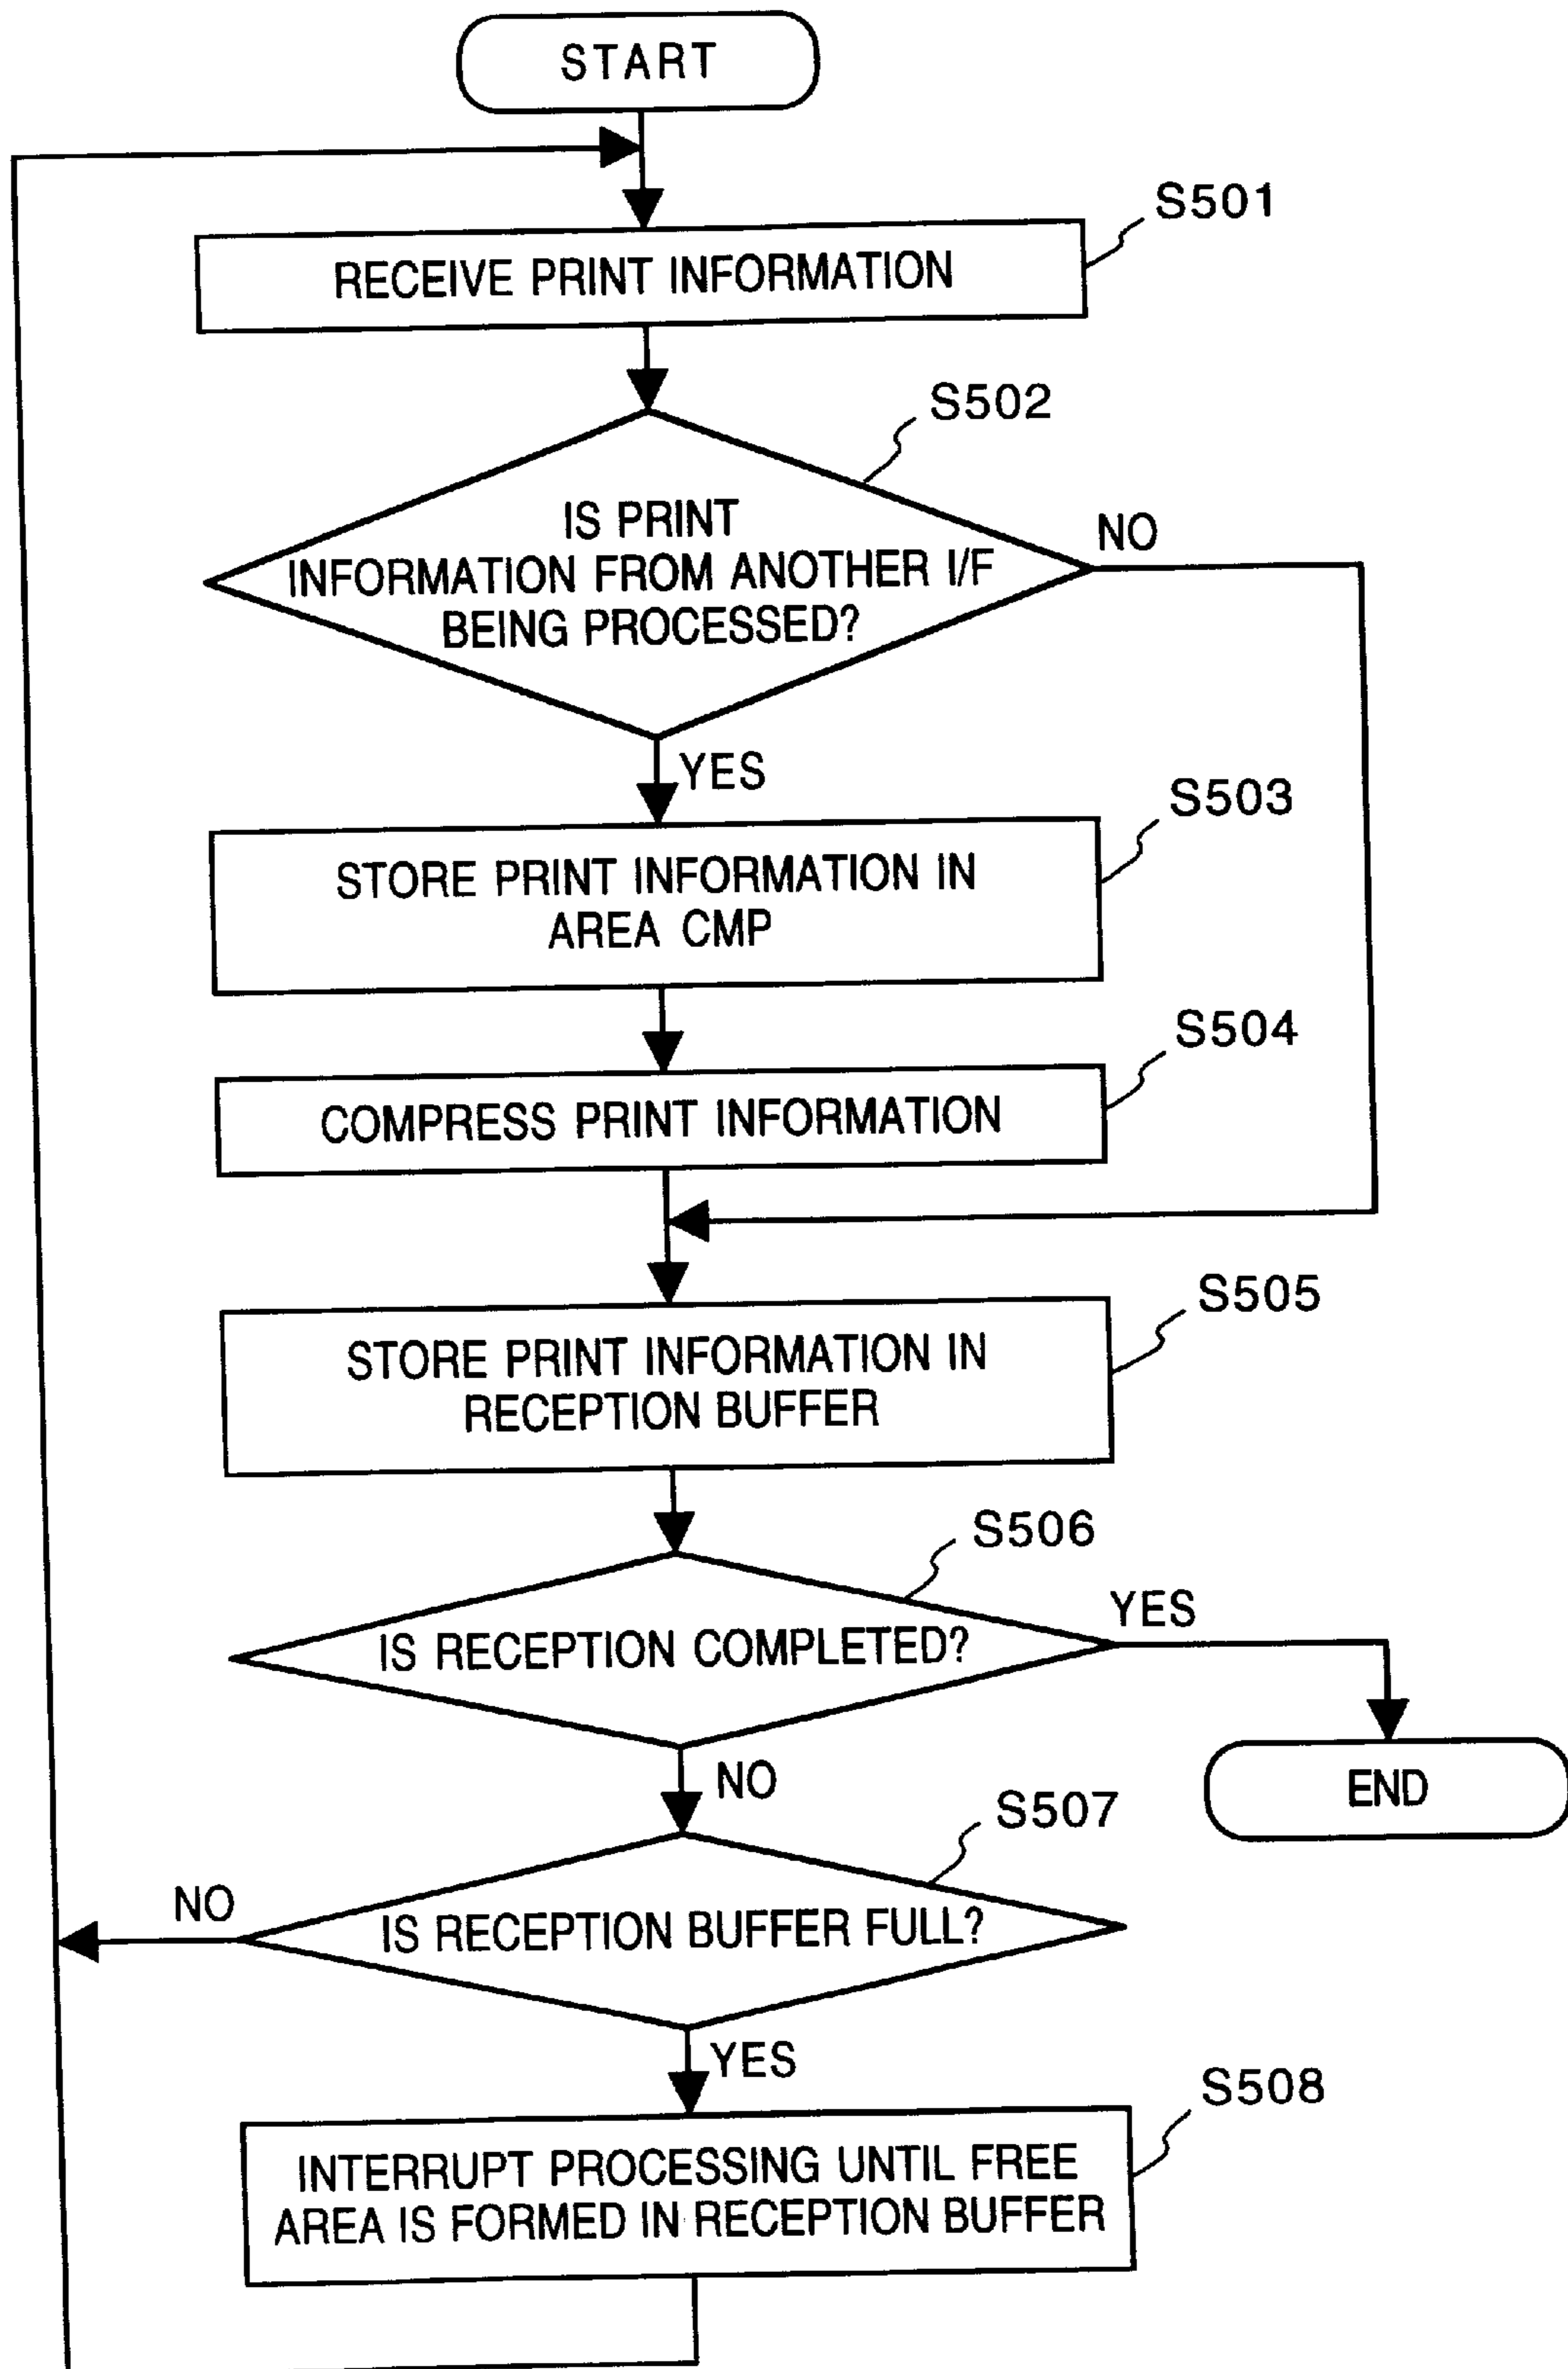 START
S501
RECEIVE PRINT INFORMATION
S502
IS PRINT
INFORMATION FROM ANOTHER I/F
BEING PROCESSED?
NO
YES
S503
STORE PRINT INFORMATION IN
AREA CMP
S504
COMPRESS PRINT INFORMATION
S505
STORE PRINT INFORMATION IN
RECEPTION BUFFER
S506
IS RECEPTION COMPLETED?
YES
END
NO
S507
IS RECEPTION BUFFER FULL?
NO
YES
S508
INTERRUPT PROCESSING UNTIL FREE
AREA IS FORMED IN RECEPTION BUFFER